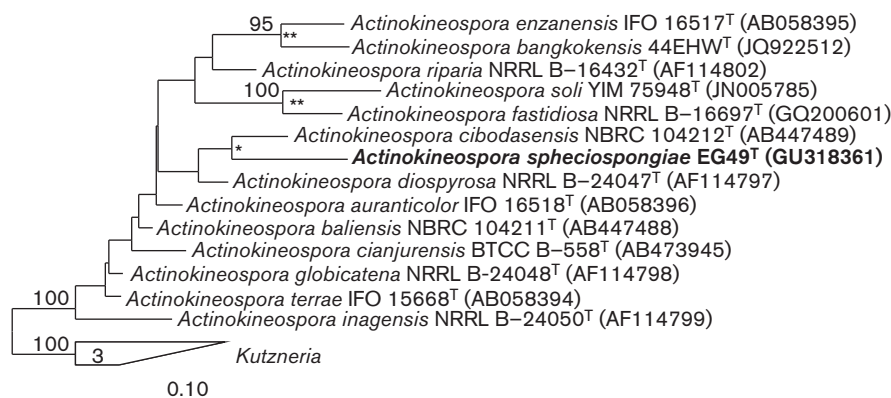 95
**
Actinokineospora enzanensis IFO 16517ᵀ (AB058395)
Actinokineospora bangkokensis 44EHWᵀ (JQ922512)
Actinokineospora riparia NRRL B–16432ᵀ (AF114802)
100
**
Actinokineospora soli YIM 75948ᵀ (JN005785)
Actinokineospora fastidiosa NRRL B–16697ᵀ (GQ200601)
Actinokineospora cibodasensis NBRC 104212ᵀ (AB447489)
*
Actinokineospora spheciospongiae EG49ᵀ (GU318361)
Actinokineospora diospyrosa NRRL B–24047ᵀ (AF114797)
Actinokineospora auranticolor IFO 16518ᵀ (AB058396)
Actinokineospora baliensis NBRC 104211ᵀ (AB447488)
Actinokineospora cianjurensis BTCC B–558ᵀ (AB473945)
Actinokineospora globicatena NRRL B-24048ᵀ (AF114798)
Actinokineospora terrae IFO 15668ᵀ (AB058394)
100
Actinokineospora inagensis NRRL B–24050ᵀ (AF114799)
100
3
Kutzneria
0.10